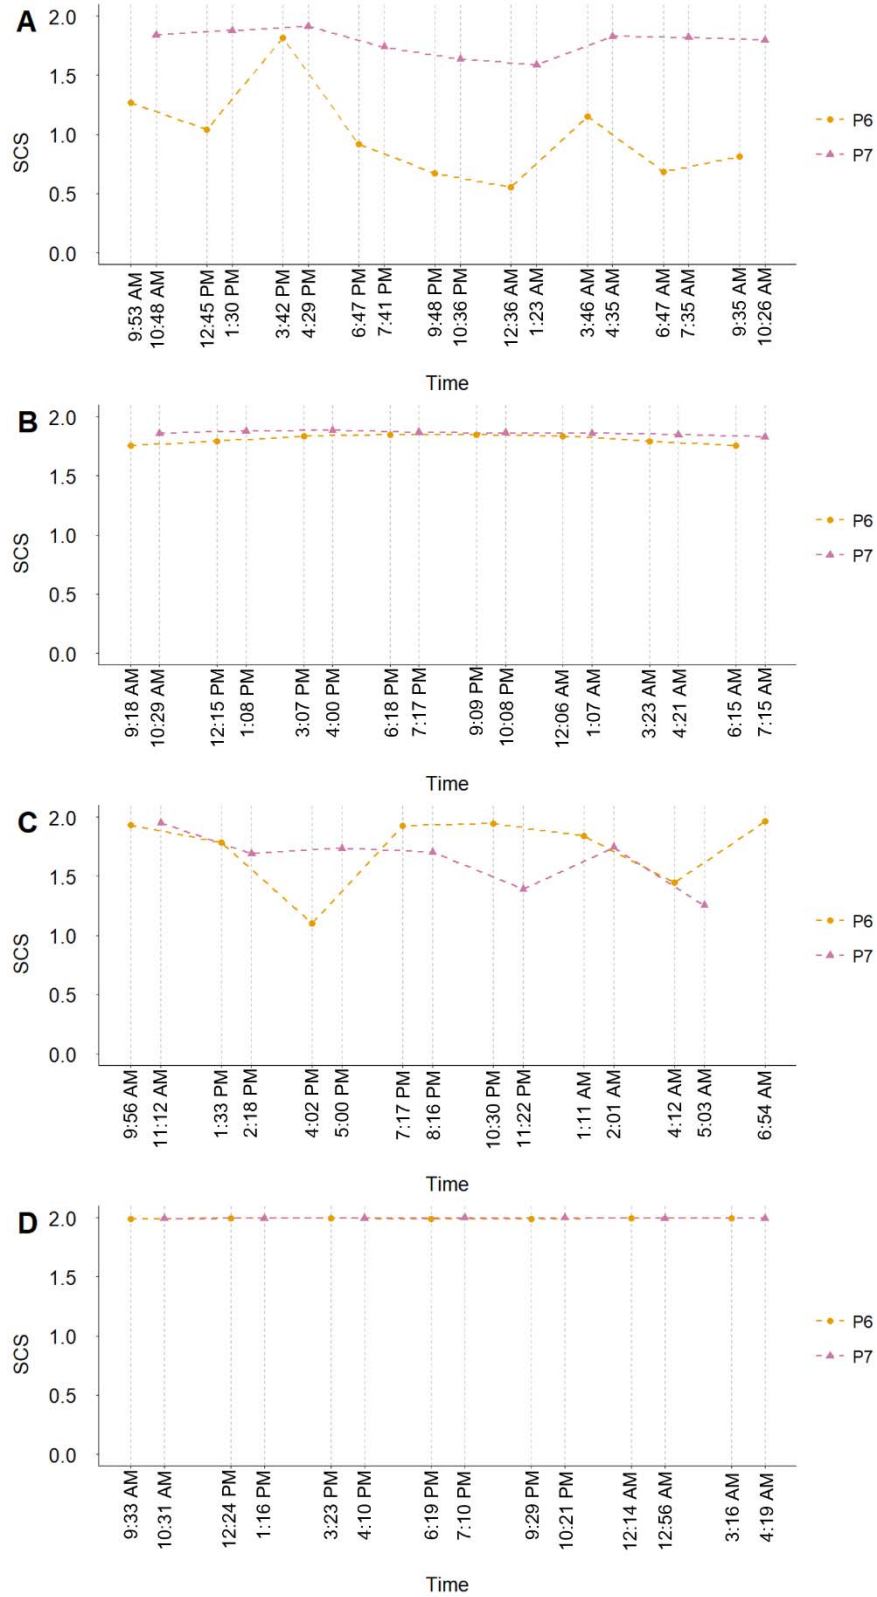 A
2.0
1.5
1.0
0.5
0.0
SCS
P6
P7
9:53 AM
10:48 AM
12:45 PM
1:30 PM
3:42 PM
4:29 PM
6:47 PM
7:41 PM
9:48 PM
10:36 PM
12:36 AM
1:23 AM
3:46 AM
4:35 AM
6:47 AM
7:35 AM
9:35 AM
10:26 AM
Time
B
2.0
1.5
1.0
0.5
0.0
SCS
P6
P7
9:18 AM
10:29 AM
12:15 PM
1:08 PM
3:07 PM
4:00 PM
6:18 PM
7:17 PM
9:09 PM
10:08 PM
12:06 AM
1:07 AM
3:23 AM
4:21 AM
6:15 AM
7:15 AM
Time
C
2.0
1.5
1.0
0.5
0.0
SCS
P6
P7
9:56 AM
11:12 AM
1:33 PM
2:18 PM
4:02 PM
5:00 PM
7:17 PM
8:16 PM
10:30 PM
11:22 PM
1:11 AM
2:01 AM
4:12 AM
5:03 AM
6:54 AM
Time
D
2.0
1.5
1.0
0.5
0.0
SCS
P6
P7
9:33 AM
10:31 AM
12:24 PM
1:16 PM
3:23 PM
4:10 PM
6:19 PM
7:10 PM
9:29 PM
10:21 PM
12:14 AM
12:56 AM
3:16 AM
4:19 AM
Time